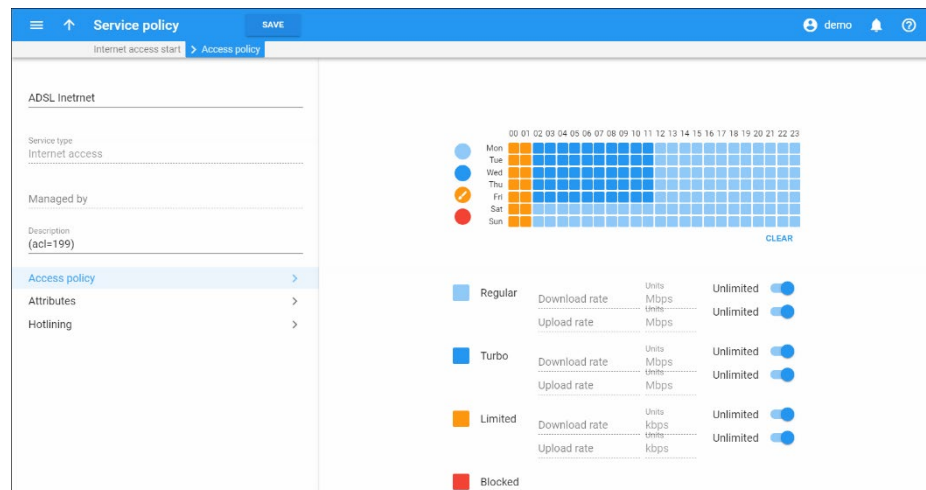 Service policy SAVE demo
Internet access start Access policy
ADSL Inetrnet
Service type
Internet access
Managed by
Description
(acl=199)
Access policy
Attributes
Hotlining
00 01 02 03 04 05 06 07 08 09 10 11 12 13 14 15 16 17 18 19 20 21 22 23
Mon
Tue
Wed
Thu
Fri
Sat
Sun
CLEAR
Regular
Download rate Units Mbps Unlimited
Upload rate Units Mbps Unlimited
Turbo
Download rate Units Mbps Unlimited
Upload rate Units Mbps Unlimited
Limited
Download rate Units kbps Unlimited
Upload rate Units kbps Unlimited
Blocked